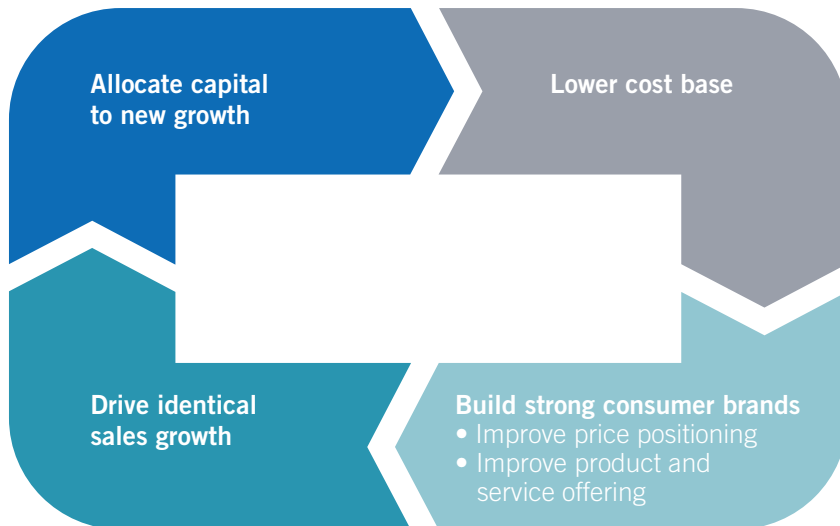 Allocate capital
to new growth
Lower cost base
Drive identical
sales growth
Build strong consumer brands
• Improve price positioning
• Improve product and
service offering